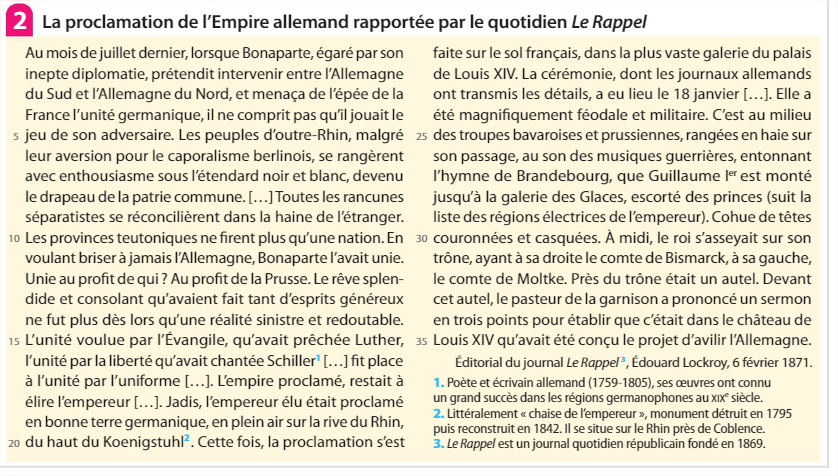 2 La proclamation de l’Empire allemand rapportée par le quotidien Le Rappel
Au mois de juillet dernier, lorsque Bonaparte, égaré par son
inepte diplomatie, prétendit intervenir entre l’Allemagne
du Sud et l’Allemagne du Nord, et menaça de l’épée de la
France l’unité germanique, il ne comprit pas qu’il jouait le
5 jeu de son adversaire. Les peuples d’outre-Rhin, malgré
leur aversion pour le caporalisme berlinois, se rangèrent
avec enthousiasme sous l’étendard noir et blanc, devenu
le drapeau de la patrie commune. […] Toutes les rancunes
séparatistes se réconcilièrent dans la haine de l’étranger.
10 Les provinces teutoniques ne firent plus qu’une nation. En
voulant briser à jamais l’Allemagne, Bonaparte l’avait unie.
Unie au profit de qui ? Au profit de la Prusse. Le rêve splen-
dide et consolant qu’avaient fait tant d’esprits généreux
ne fut plus dès lors qu’une réalité sinistre et redoutable.
15 L’unité voulue par l’Évangile, qu’avait prêchée Luther,
l’unité par la liberté qu’avait chantée Schiller1 […] fit place
à l’unité par l’uniforme […]. L’empire proclamé, restait à
élire l’empereur […]. Jadis, l’empereur élu était proclamé
en bonne terre germanique, en plein air sur la rive du Rhin,
20 du haut du Koenigstuhl2. Cette fois, la proclamation s’est
faite sur le sol français, dans la plus vaste galerie du palais
de Louis XIV. La cérémonie, dont les journaux allemands
ont transmis les détails, a eu lieu le 18 janvier […]. Elle a
été magnifiquement féodale et militaire. C’est au milieu
25 des troupes bavaroises et prussiennes, rangées en haie sur
son passage, au son des musiques guerrières, entonnant
l’hymne de Brandebourg, que Guillaume Ier est monté
jusqu’à la galerie des Glaces, escorté des princes (suit la
liste des régions électrices de l’empereur). Cohue de têtes
30 couronnées et casquées. À midi, le roi s’asseyait sur son
trône, ayant à sa droite le comte de Bismarck, à sa gauche,
le comte de Moltke. Près du trône était un autel. Devant
cet autel, le pasteur de la garnison a prononcé un sermon
en trois points pour établir que c’était dans le château de
35 Louis XIV qu’avait été conçu le projet d’avilir l’Allemagne.
Éditorial du journal Le Rappel3, Édouard Lockroy, 6 février 1871.
1. Poète et écrivain allemand (1759-1805), ses œuvres ont connu
un grand succès dans les régions germanophones au XIXe siècle.
2. Littéralement « chaise de l’empereur », monument détruit en 1795
puis reconstruit en 1842. Il se situe sur le Rhin près de Coblence.
3. Le Rappel est un journal quotidien républicain fondé en 1869.